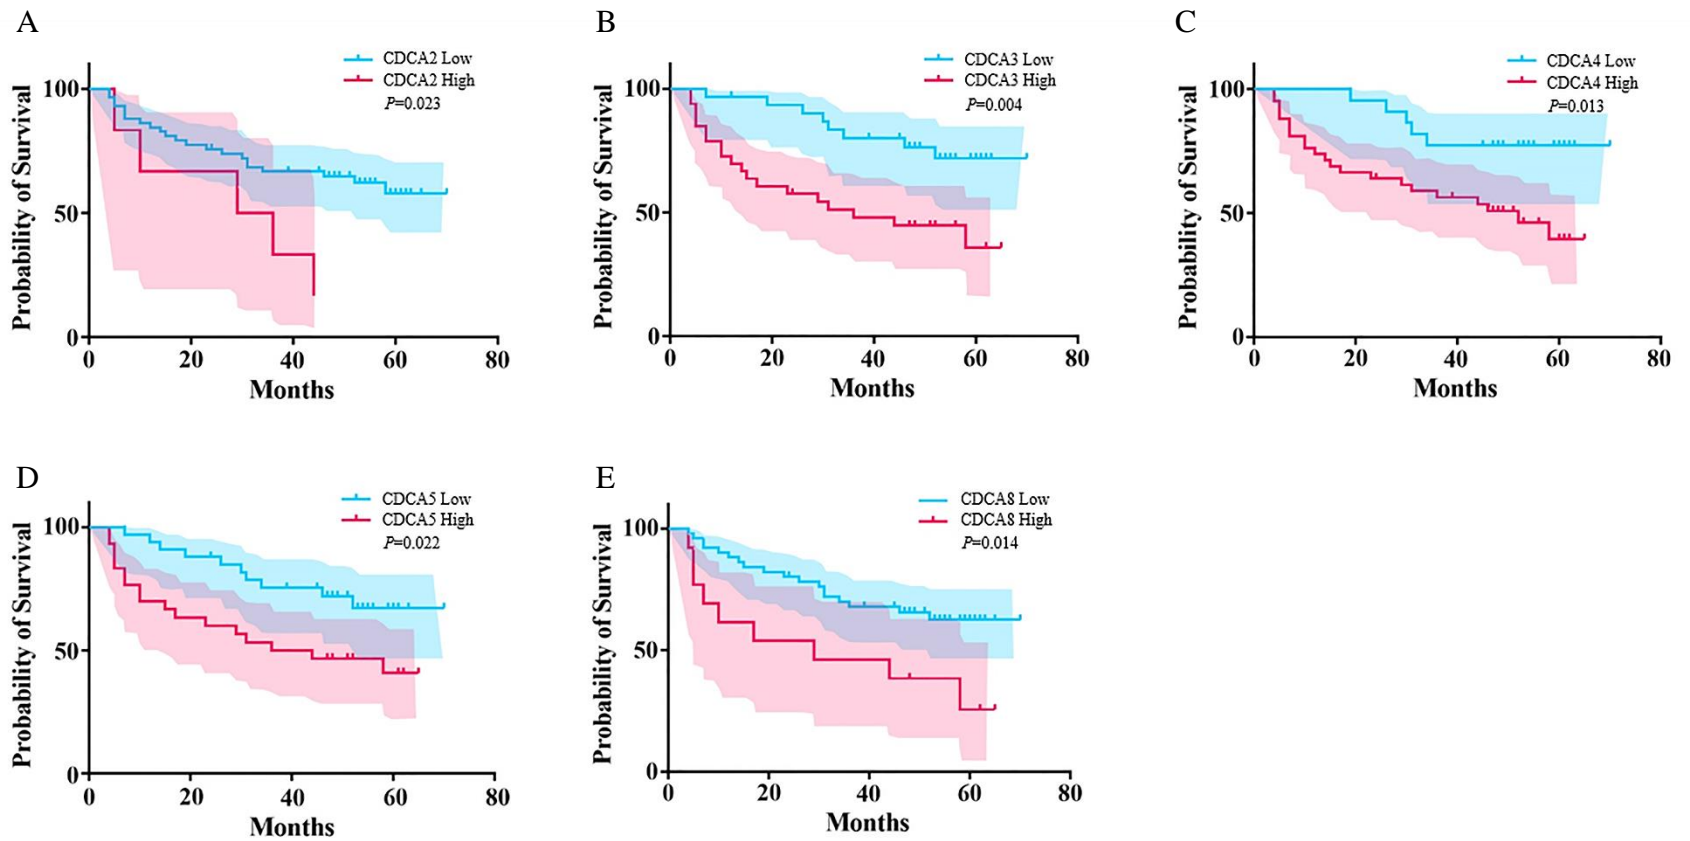 A
CDCA2 Low
CDCA2 High
P=0.023
Probability of Survival
100
50
0
0 20 40 60 80
Months
B
CDCA3 Low
CDCA3 High
P=0.004
Probability of Survival
100
50
0
0 20 40 60 80
Months
C
CDCA4 Low
CDCA4 High
P=0.013
Probability of Survival
100
50
0
0 20 40 60 80
Months
D
CDCA5 Low
CDCA5 High
P=0.022
Probability of Survival
100
50
0
0 20 40 60 80
Months
E
CDCA8 Low
CDCA8 High
P=0.014
Probability of Survival
100
50
0
0 20 40 60 80
Months